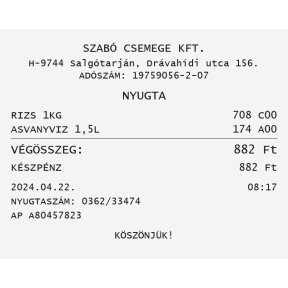 SZABÓ CSEMEGE KFT.
H-9744 Salgótarján, Drávahídi utca 156.
ADÓSZÁM: 19759056-2-07
NYUGTA
RIZS 1KG 708 C00
ASVANYVIZ 1,5L 174 A00
VÉGÖSSZEG: 882 Ft
KÉSZPÉNZ 882 Ft
2024.04.22. 08:17
NYUGTASZÁM: 0362/33474
AP A80457823
KÖSZÖNJÜK!